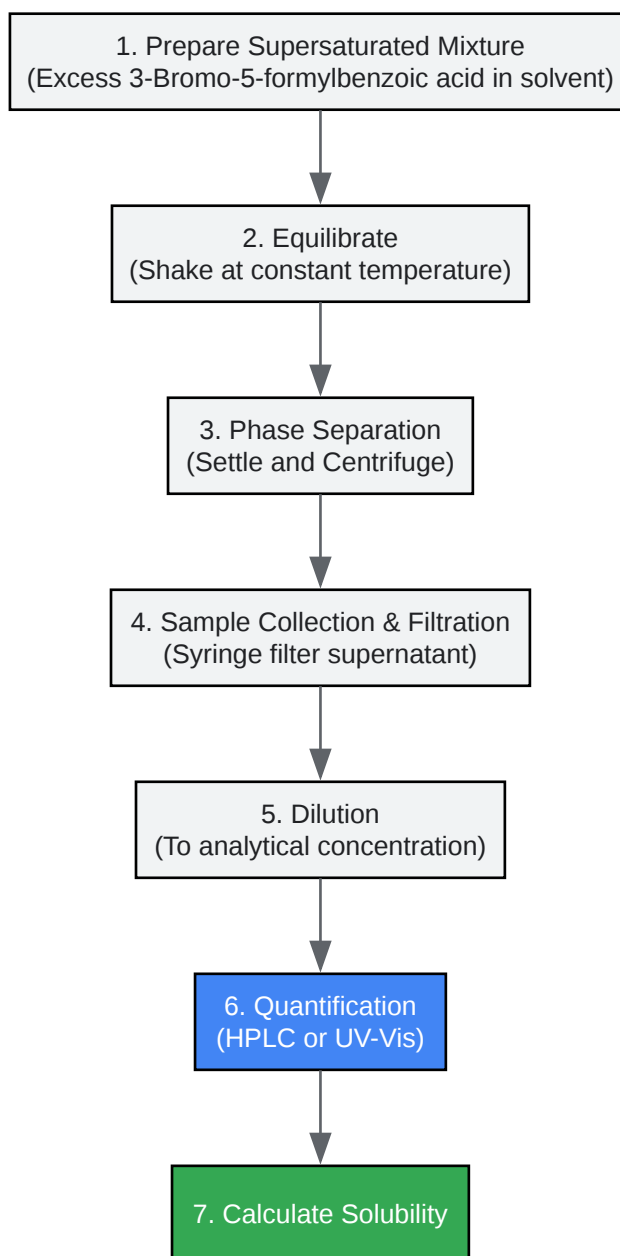 1. Prepare Supersaturated Mixture
(Excess 3-Bromo-5-formylbenzoic acid in solvent)
2. Equilibrate
(Shake at constant temperature)
3. Phase Separation
(Settle and Centrifuge)
4. Sample Collection & Filtration
(Syringe filter supernatant)
5. Dilution
(To analytical concentration)
6. Quantification
(HPLC or UV-Vis)
7. Calculate Solubility